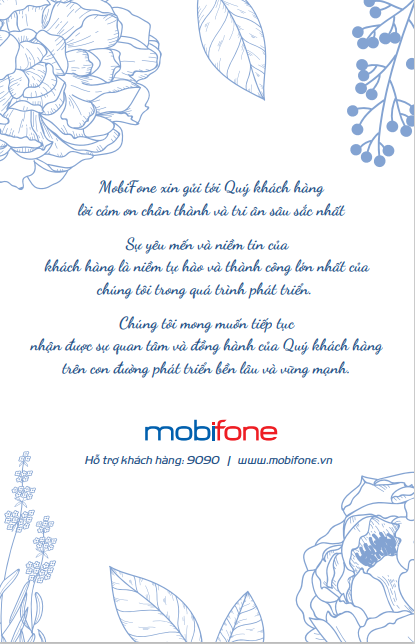 MobiFone xin gửi tới Quý khách hàng
lời cảm ơn chân thành và tri ân sâu sắc nhất
Sự yêu mến và niềm tin của
khách hàng là niềm tự hào và thành công lớn nhất của
chúng tôi trong quá trình phát triển.
Chúng tôi mong muốn tiếp tục
nhận được sự quan tâm và đồng hành của Quý khách hàng
trên con đường phát triển bền lâu và vững mạnh.
mobifone
Hỗ trợ khách hàng: 9090 | www.mobifone.vn